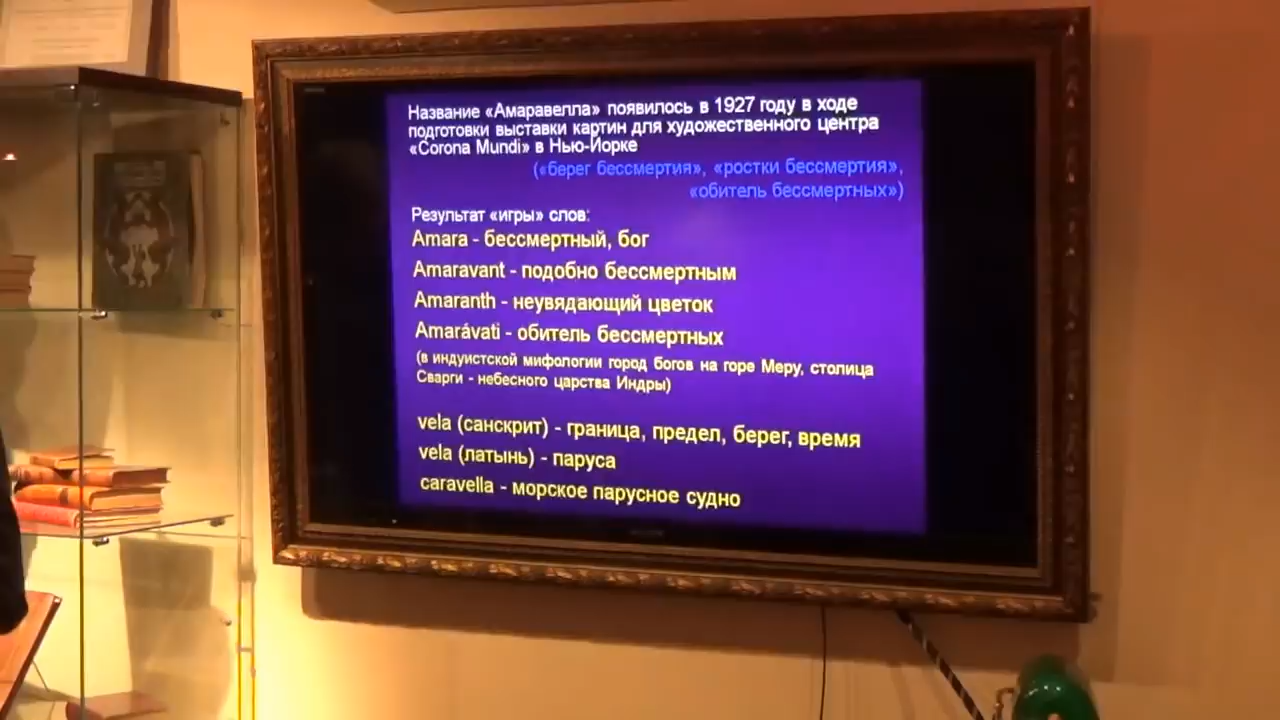 Название «Амаравелла» появилось в 1927 году в ходе
подготовки выставки картин для художественного центра
«Corona Mundi» в Нью-Йорке
(«берег бессмертия», «ростки бессмертия»,
«обитель бессмертных»)
Результат «игры» слов:
Amara - бессмертный, бог
Amaravant - подобно бессмертным
Amaranth - неувядающий цветок
Amarávati - обитель бессмертных
(в индуистской мифологии город богов на горе Меру, столица
Сварги - небесного царства Индры)
vela (санскрит) - граница, предел, берег, время
vela (латынь) - паруса
caravella - морское парусное судно